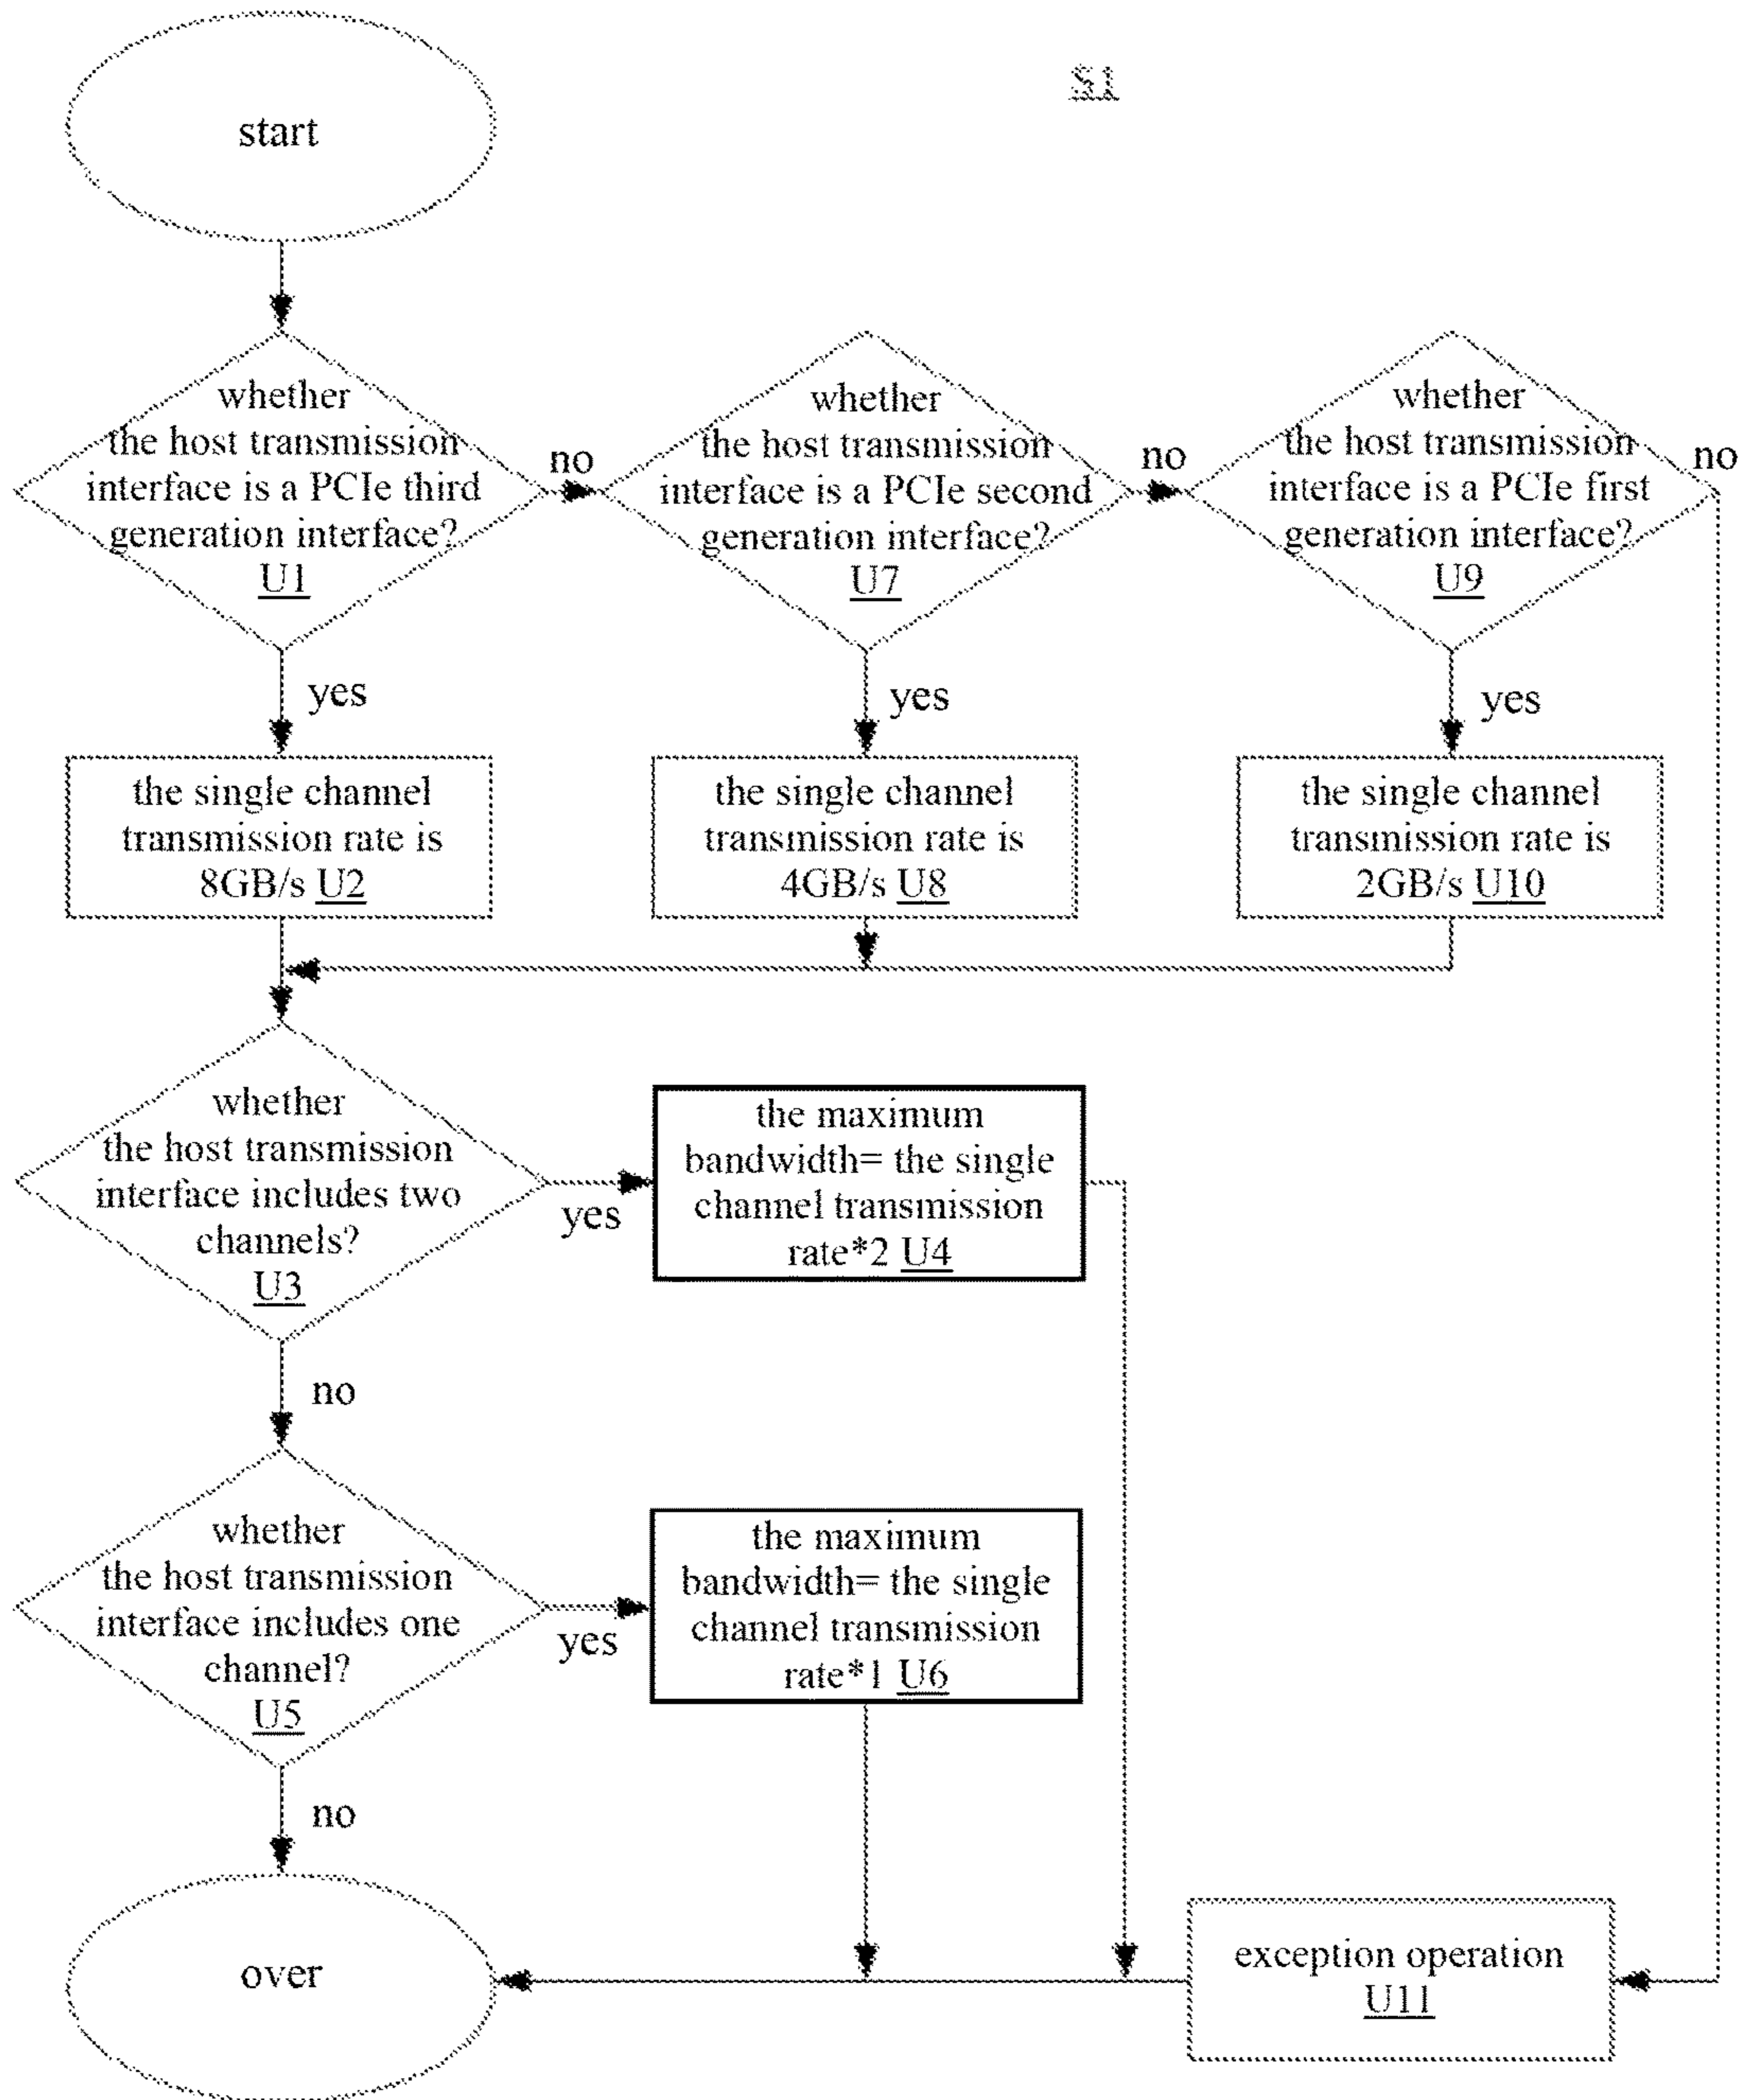 S1
start
whether
the host transmission
interface is a PCIe third
generation interface?
U1
no
whether
the host transmission
interface is a PCIe second
generation interface?
U7
no
whether
the host transmission
interface is a PCIe first
generation interface?
U9
no
yes
yes
yes
the single channel
transmission rate is
8GB/s U2
the single channel
transmission rate is
4GB/s U8
the single channel
transmission rate is
2GB/s U10
whether
the host transmission
interface includes two
channels?
U3
yes
the maximum
bandwidth= the single
channel transmission
rate*2 U4
no
whether
the host transmission
interface includes one
channel?
U5
yes
the maximum
bandwidth= the single
channel transmission
rate*1 U6
no
over
exception operation
U11